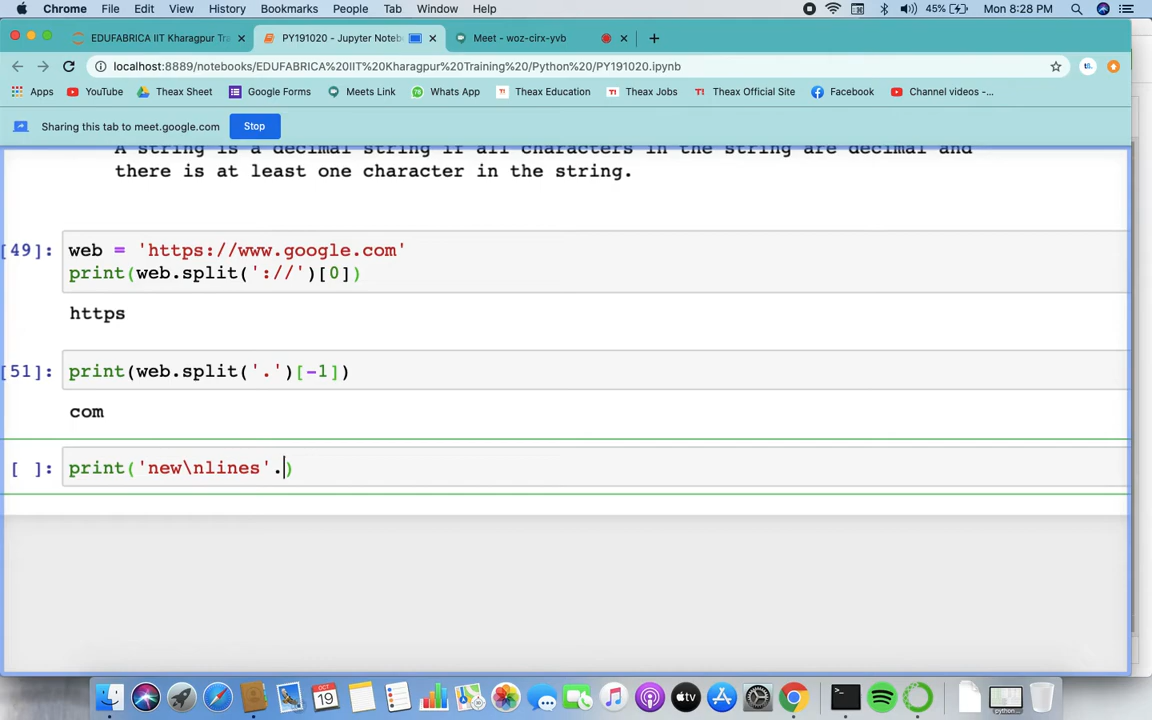 Chrome File Edit View History Bookmarks People Tab Window Help 45% Mon 8:28 PM
EDUFABRICA IIT Kharagpur Tra
PY191020 - Jupyter Noteb
Meet - woz-cirx-yvb
localhost:8889/notebooks/EDUFABRICA%20IIT%20Kharagpur%20Training%20/Python%20/PY191020.ipynb
Apps YouTube Theax Sheet Google Forms Meets Link Whats App Theax Education Theax Jobs Theax Official Site Facebook Channel videos -...
Sharing this tab to meet.google.com Stop
A string is a decimal string if all characters in the string are decimal and
there is at least one character in the string.
[49]: web = 'https://www.google.com'
print(web.split('://')[0])
https
[51]: print(web.split('.')[-1])
com
[ ]: print('new\nlines'.)
OCT
19
tv
python...